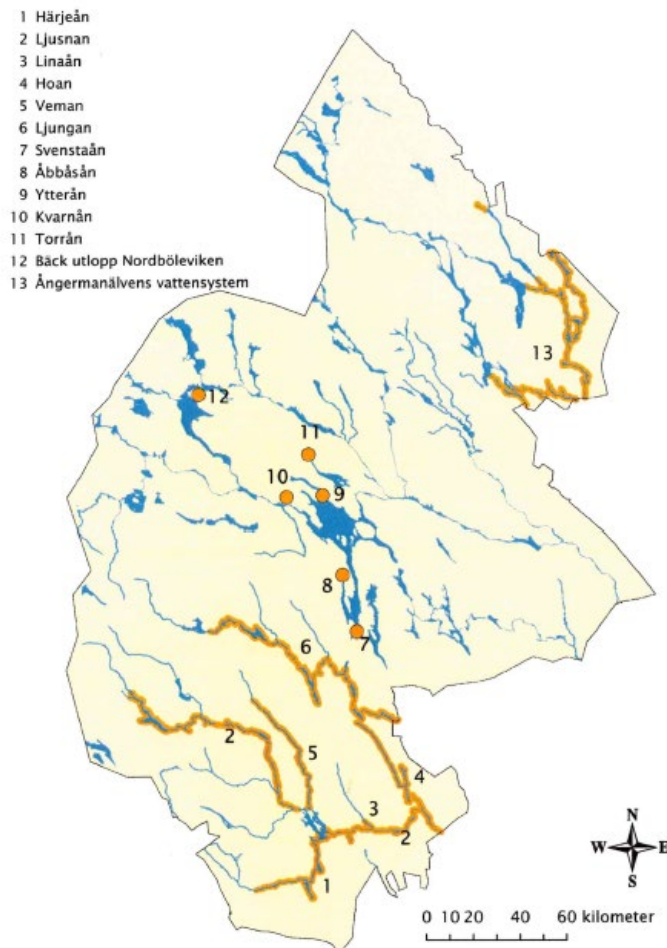 1 Härjeån
2 Ljusnan
3 Linaån
4 Hoan
5 Veman
6 Ljungan
7 Svenstaån
8 Åbbåsån
9 Ytterån
10 Kvarnån
11 Torrån
12 Bäck utlopp Nordböleviken
13 Ångermanälvens vattensystem
13
12
11
10
9
8
7
6
2
5
4
3
2
1
N
W E
S
0 10 20 40 60 kilometer